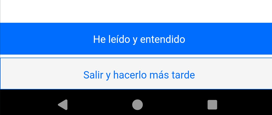 He leído y entendido
Salir y hacerlo más tarde